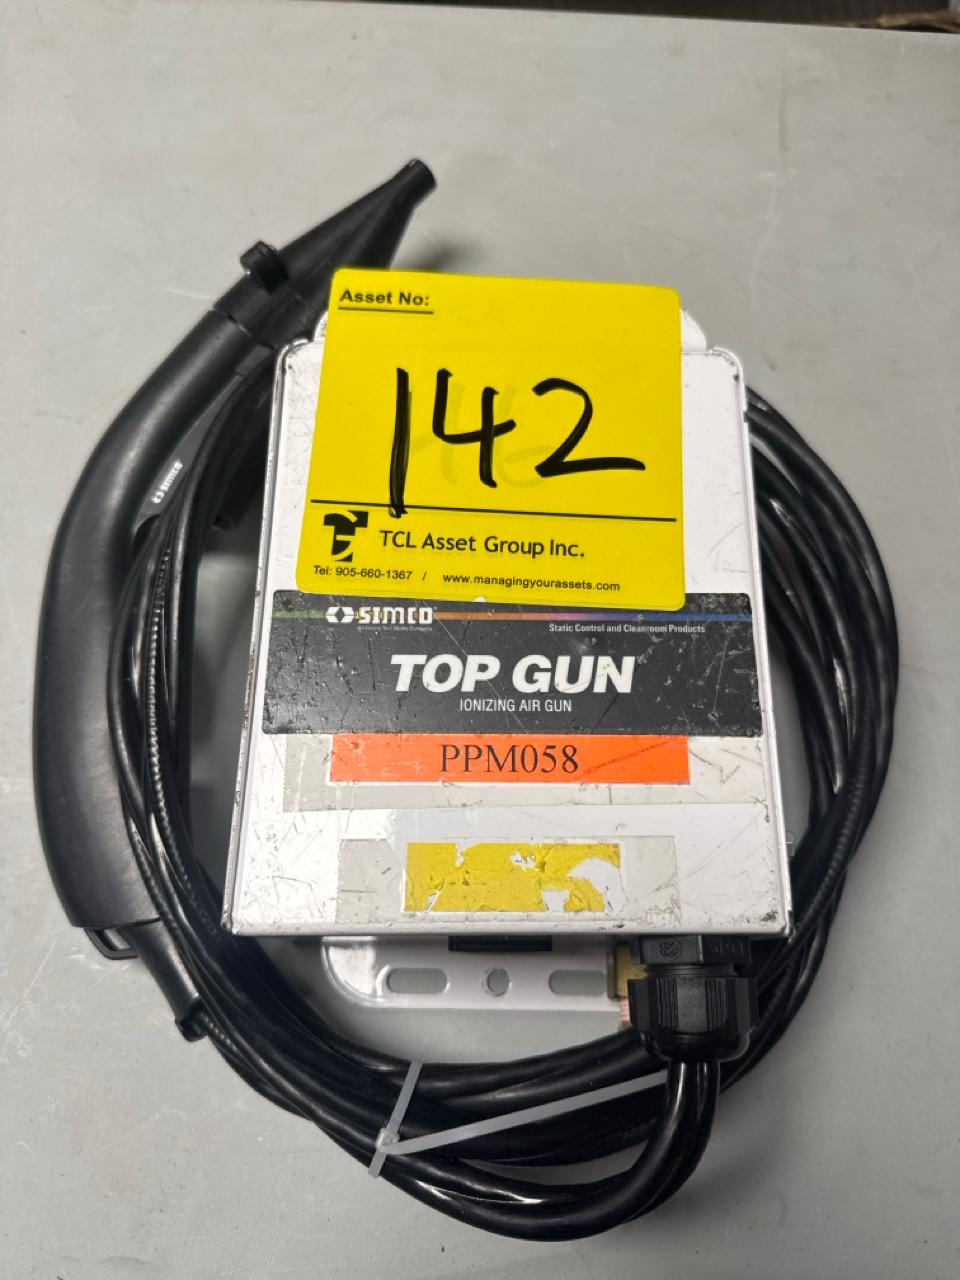 Asset No:
142
TCL Asset Group Inc.
Tel: 905-660-1367 / www.managingyourassets.com
SIMCO
Static Control and Cleanroom Products
TOP GUN
IONIZING AIR GUN
PPM058
SIMCO